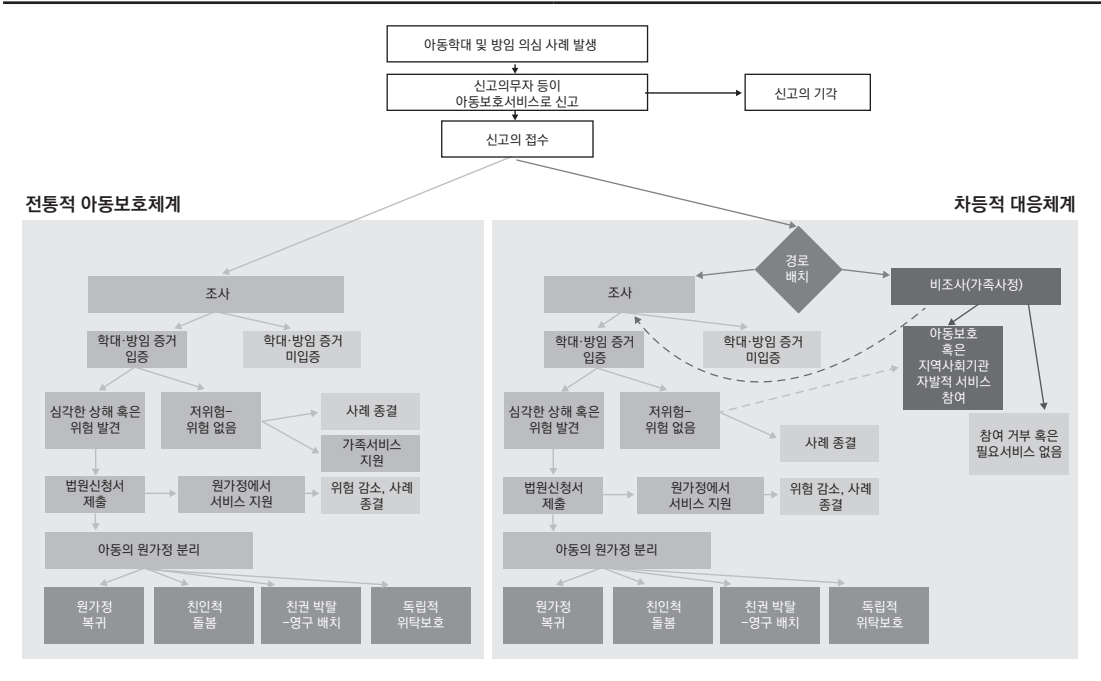 아동학대 및 방임 의심 사례 발생
신고의무자 등이
아동보호서비스로 신고
신고의 기각
신고의 접수
전통적 아동보호체계
조사
학대·방임 증거
입증
학대·방임 증거
미입증
심각한 상해 혹은
위험 발견
저위험–
위험 없음
사례 종결
가족서비스
지원
법원신청서
제출
원가정에서
서비스 지원
위험 감소, 사례
종결
아동의 원가정 분리
원가정
복귀
친인척
돌봄
친권 박탈
–영구 배치
독립적
위탁보호
차등적 대응체계
경로
배치
조사
비조사(가족사정)
학대·방임 증거
입증
학대·방임 증거
미입증
아동보호
혹은
지역사회기관
자발적 서비스
참여
심각한 상해 혹은
위험 발견
저위험–
위험 없음
사례 종결
참여 거부 혹은
필요서비스 없음
법원신청서
제출
원가정에서
서비스 지원
위험 감소, 사례
종결
아동의 원가정 분리
원가정
복귀
친인척
돌봄
친권 박탈
–영구 배치
독립적
위탁보호